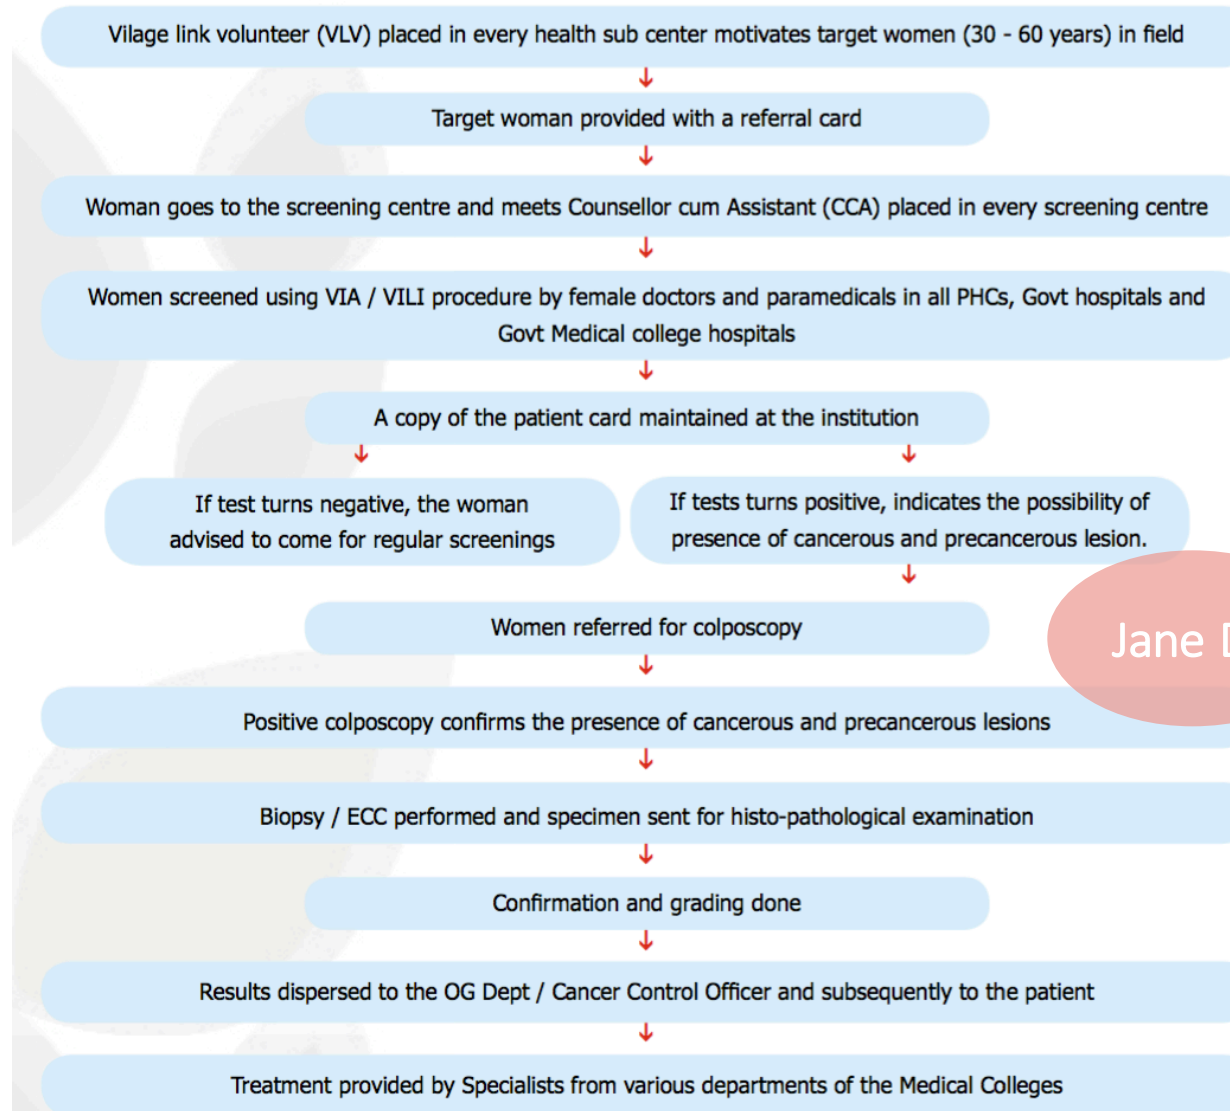 Vilage link volunteer (VLV) placed in every health sub center motivates target women (30 - 60 years) in field
Target woman provided with a referral card
Woman goes to the screening centre and meets Counsellor cum Assistant (CCA) placed in every screening centre
Women screened using VIA / VILI procedure by female doctors and paramedicals in all PHCs, Govt hospitals and
Govt Medical college hospitals
A copy of the patient card maintained at the institution
If test turns negative, the woman
advised to come for regular screenings
If tests turns positive, indicates the possibility of
presence of cancerous and precancerous lesion.
Women referred for colposcopy
Jane
Positive colposcopy confirms the presence of cancerous and precancerous lesions
Biopsy / ECC performed and specimen sent for histo-pathological examination
Confirmation and grading done
Results dispersed to the OG Dept / Cancer Control Officer and subsequently to the patient
Treatment provided by Specialists from various departments of the Medical Colleges